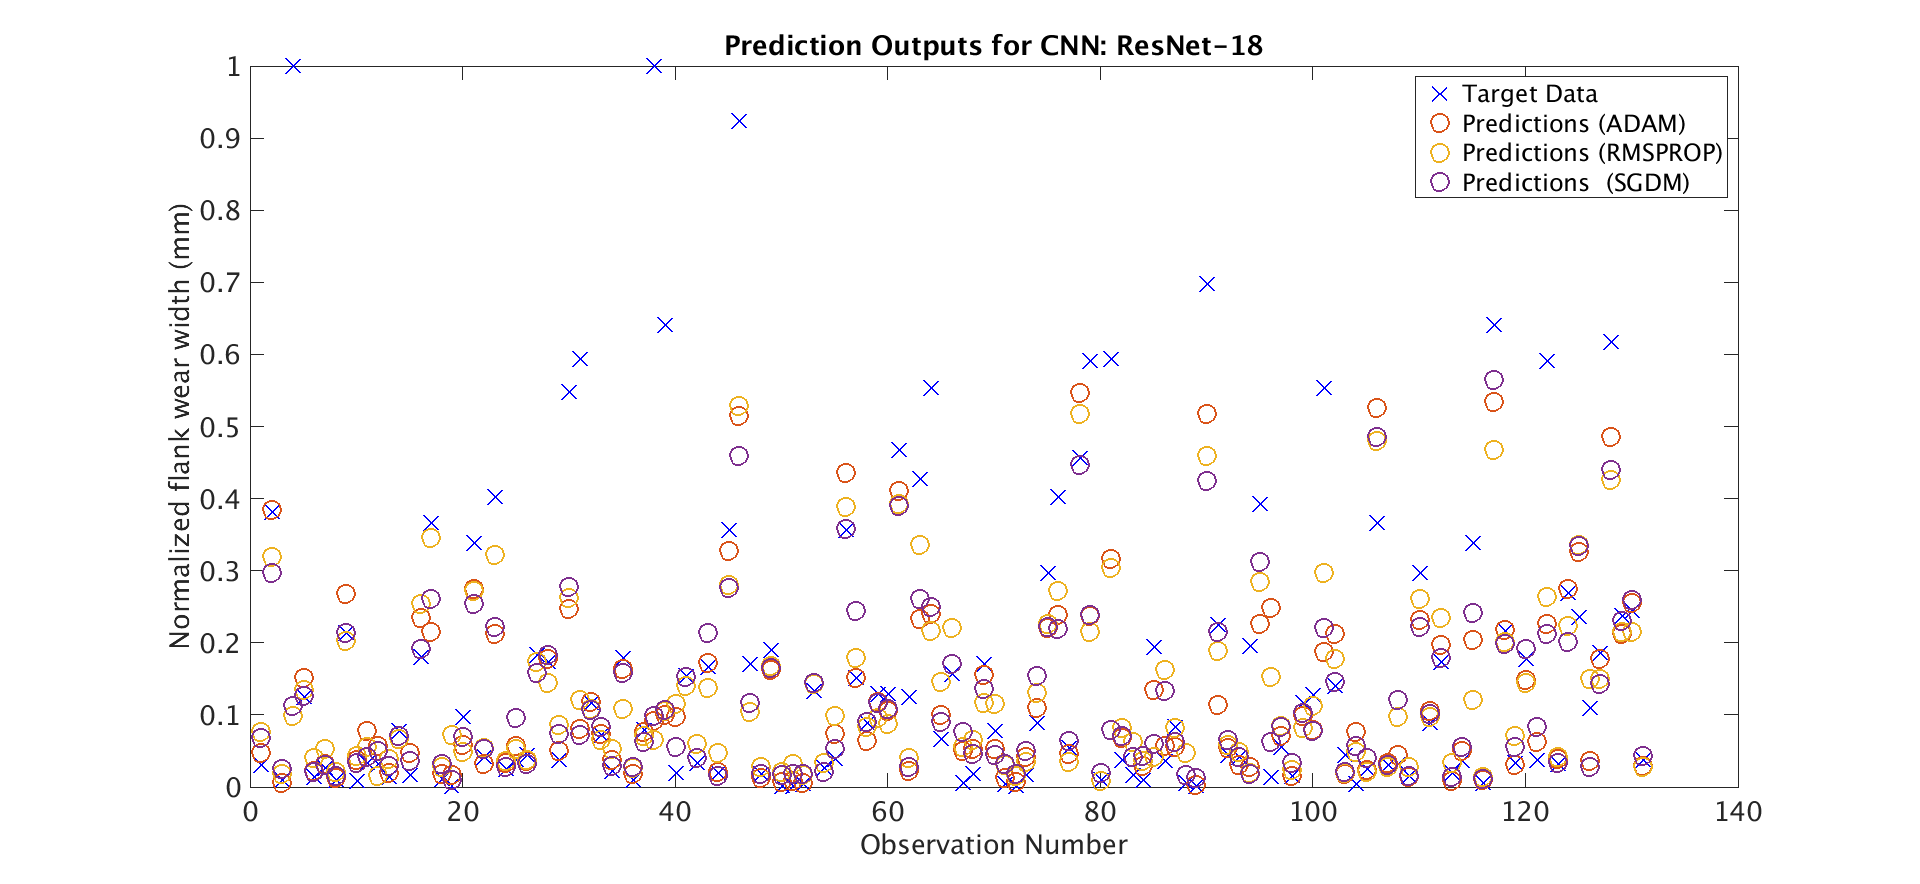 Prediction Outputs for CNN: ResNet-18
Target Data
Predictions (ADAM)
Predictions (RMSPROP)
Predictions  (SGDM)
Normalized flank wear width (mm)
1
0.9
0.8
0.7
0.6
0.5
0.4
0.3
0.2
0.1
0
0 20 40 60 80 100 120 140
Observation Number